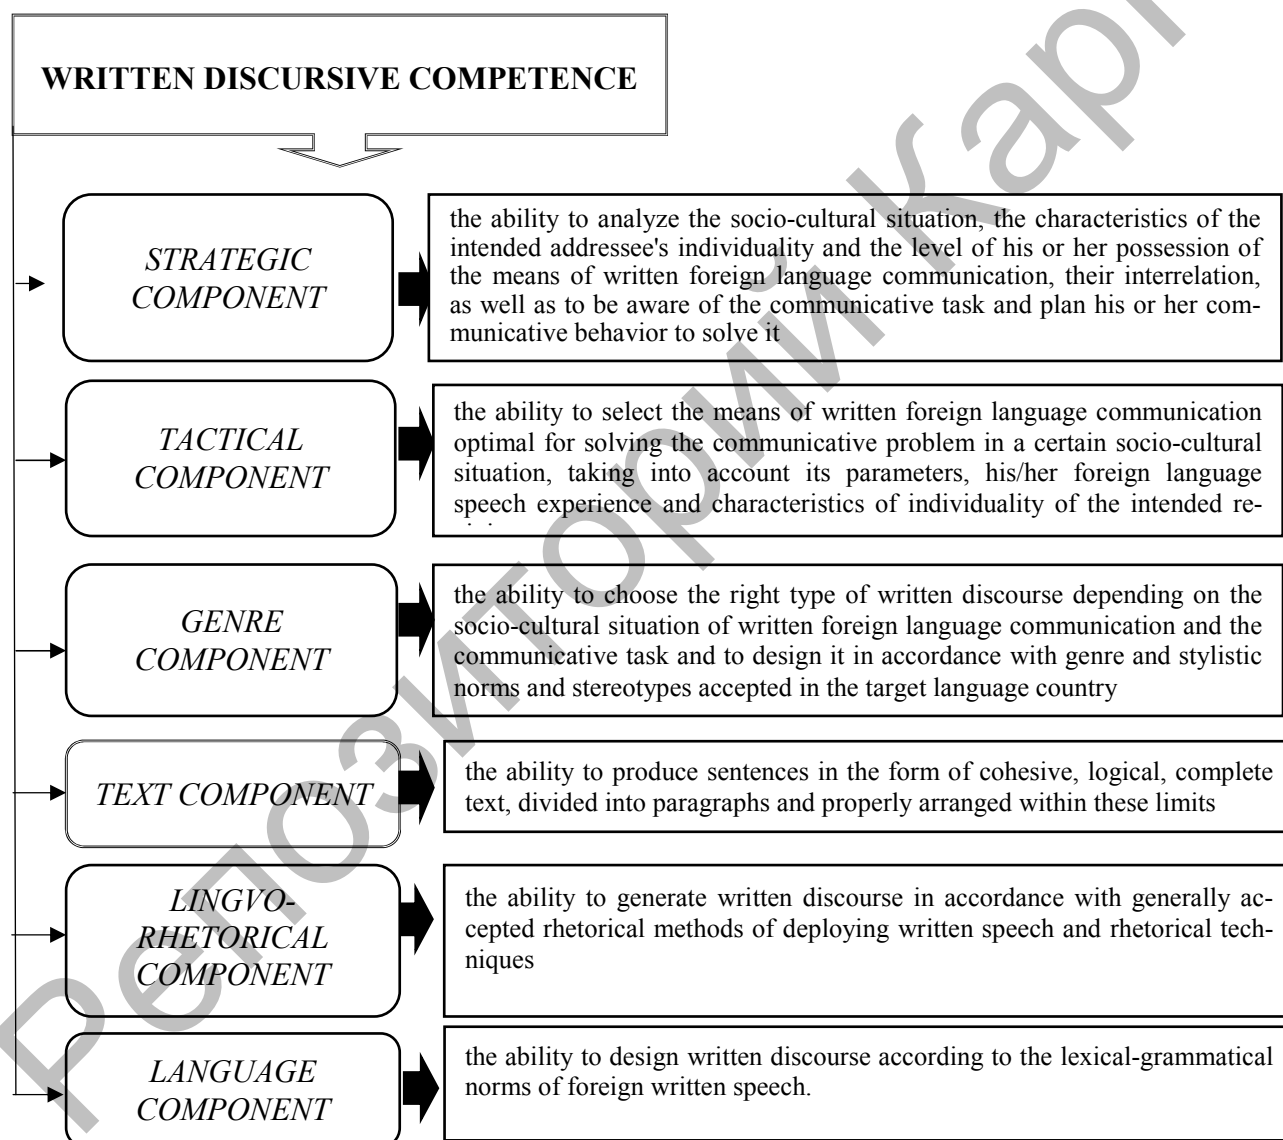 WRITTEN DISCURSIVE COMPETENCE
STRATEGIC
COMPONENT
the ability to analyze the socio-cultural situation, the characteristics of the
intended addressee's individuality and the level of his or her possession of
the means of written foreign language communication, their interrelation,
as well as to be aware of the communicative task and plan his or her com-
municative behavior to solve it
TACTICAL
COMPONENT
the ability to select the means of written foreign language communication
optimal for solving the communicative problem in a certain socio-cultural
situation, taking into account its parameters, his/her foreign language
speech experience and characteristics of individuality of the intended re-
GENRE
COMPONENT
the ability to choose the right type of written discourse depending on the
socio-cultural situation of written foreign language communication and the
communicative task and to design it in accordance with genre and stylistic
norms and stereotypes accepted in the target language country
TEXT COMPONENT
the ability to produce sentences in the form of cohesive, logical, complete
text, divided into paragraphs and properly arranged within these limits
LINGVO-
RHETORICAL
COMPONENT
the ability to generate written discourse in accordance with generally ac-
cepted rhetorical methods of deploying written speech and rhetorical tech-
niques
LANGUAGE
COMPONENT
the ability to design written discourse according to the lexical-grammatical
norms of foreign written speech.
Репозиторий Кар